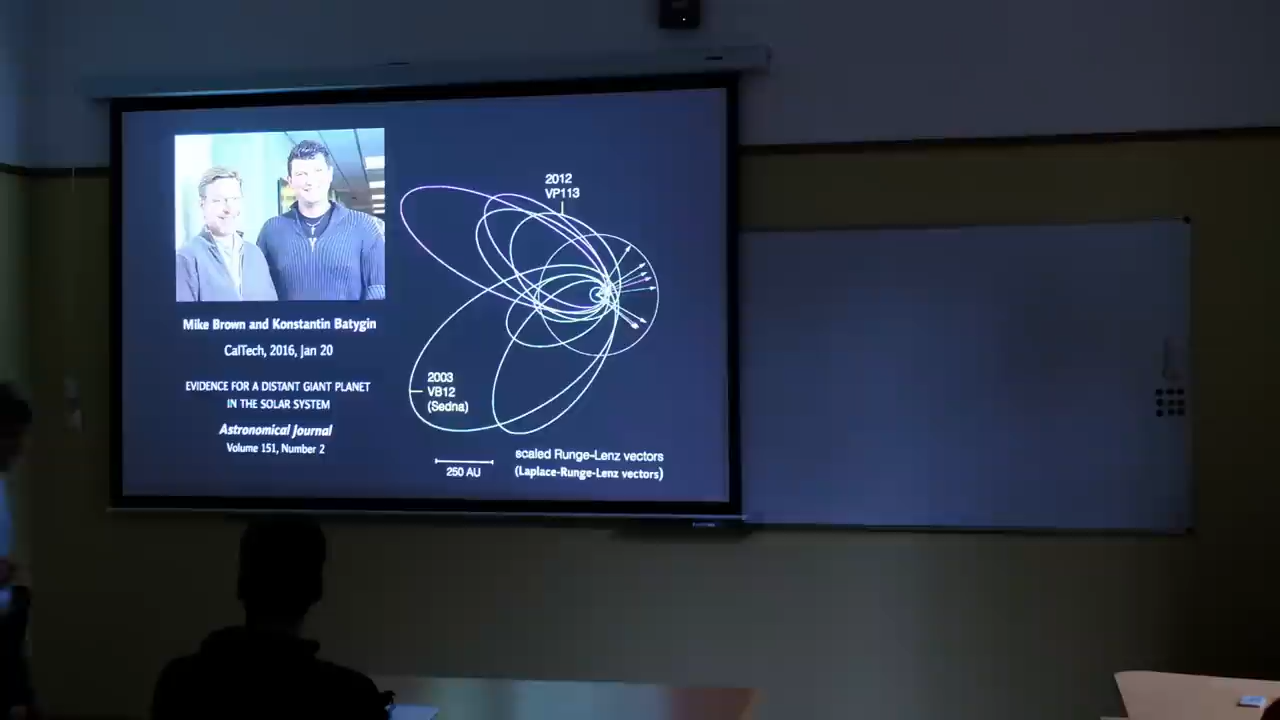 Mike Brown and Konstantin Batygin
CalTech, 2016, Jan 20
EVIDENCE FOR A DISTANT GIANT PLANET
IN THE SOLAR SYSTEM
Astronomical Journal
Volume 151, Number 2
2012
VP113
2003
VB12
(Sedna)
250 AU
scaled Runge-Lenz vectors
(Laplace-Runge-Lenz vectors)